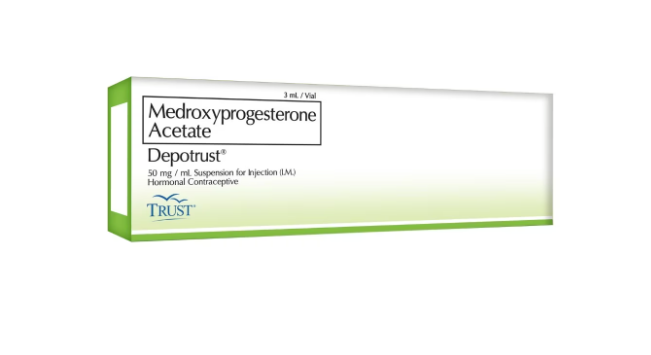 3 mL / Vial
Medroxyprogesterone
Acetate
Depotrust®
50 mg / mL Suspension for Injection (I.M.)
Hormonal Contraceptive
TRUST®